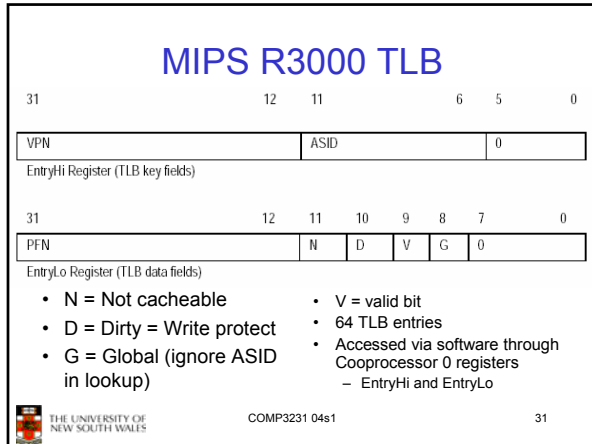 MIPS R3000 TLB
31 12 11 6 5 0
VPN ASID 0
EntryHi Register (TLB key fields)
31 12 11 10 9 8 7 0
PFN N D V G 0
EntryLo Register (TLB data fields)
• N = Not cacheable
• D = Dirty = Write protect
• G = Global (ignore ASID
in lookup)
• V = valid bit
• 64 TLB entries
• Accessed via software through
Cooprocessor 0 registers
– EntryHi and EntryLo
THE UNIVERSITY OF
NEW SOUTH WALES
COMP3231 04s1
31